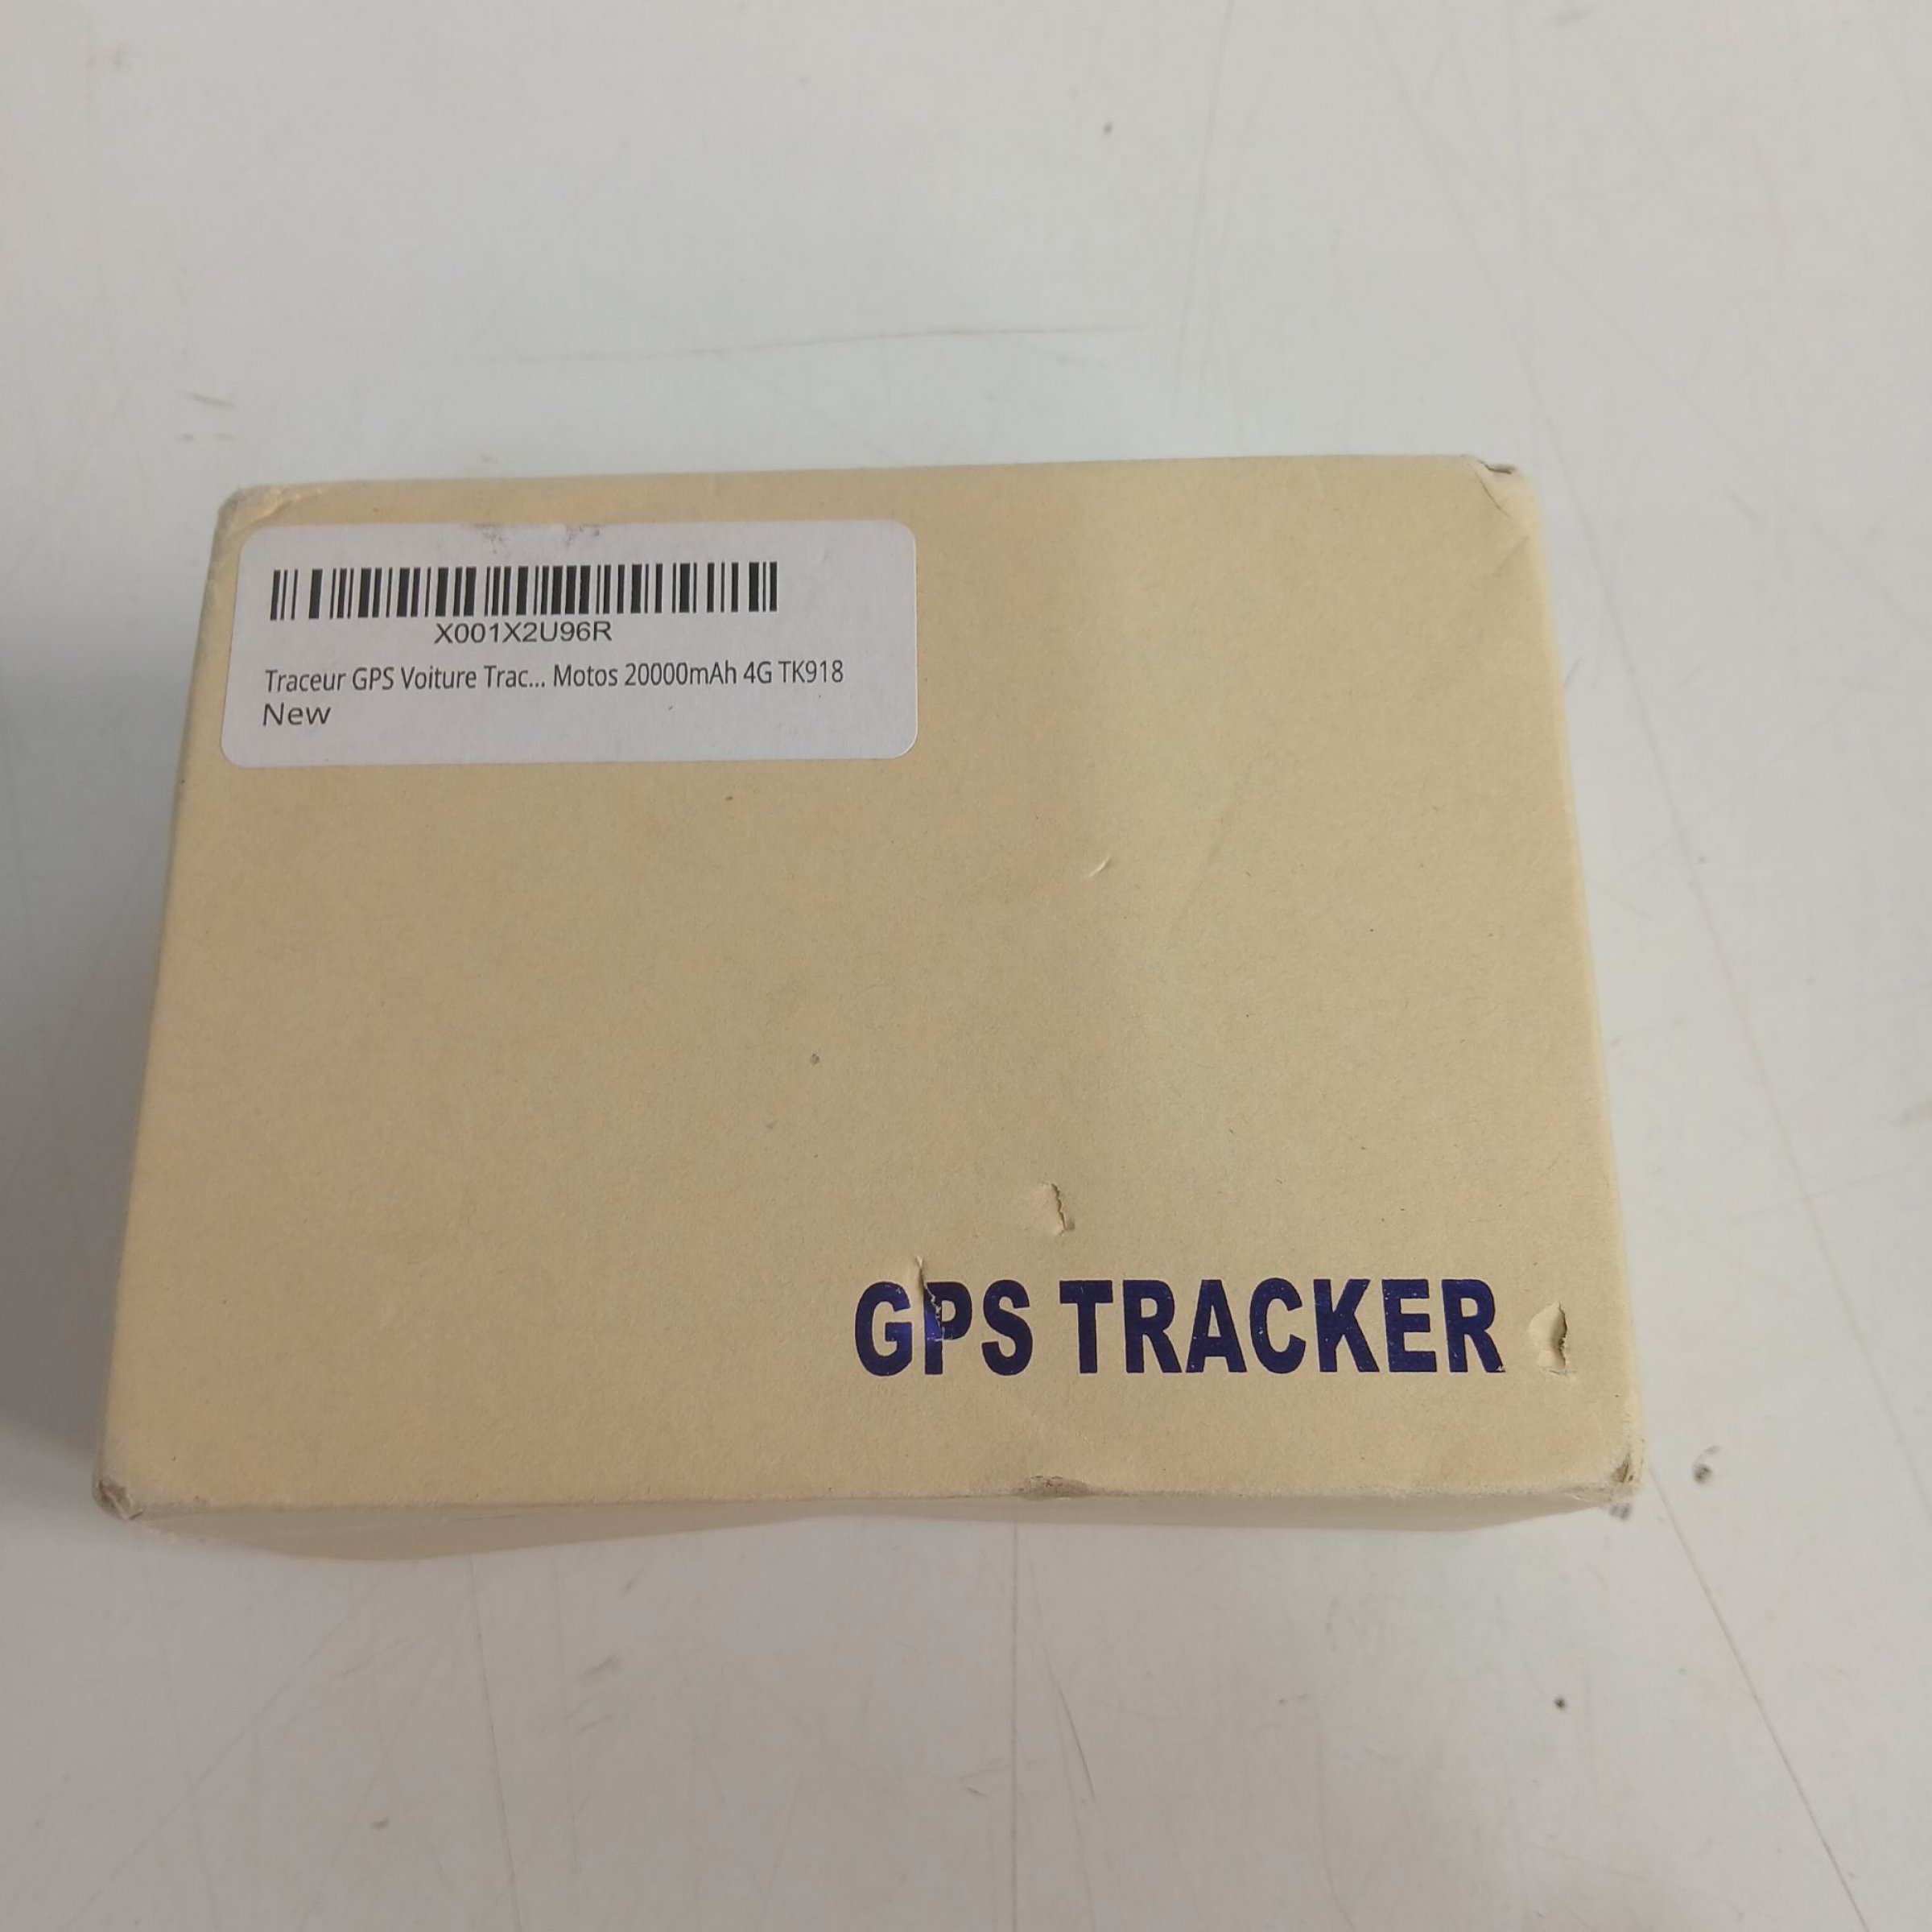 X001X2U96R
Traceur GPS Voiture Trac... Motos 20000mAh 4G TK918
New
GPS TRACKER